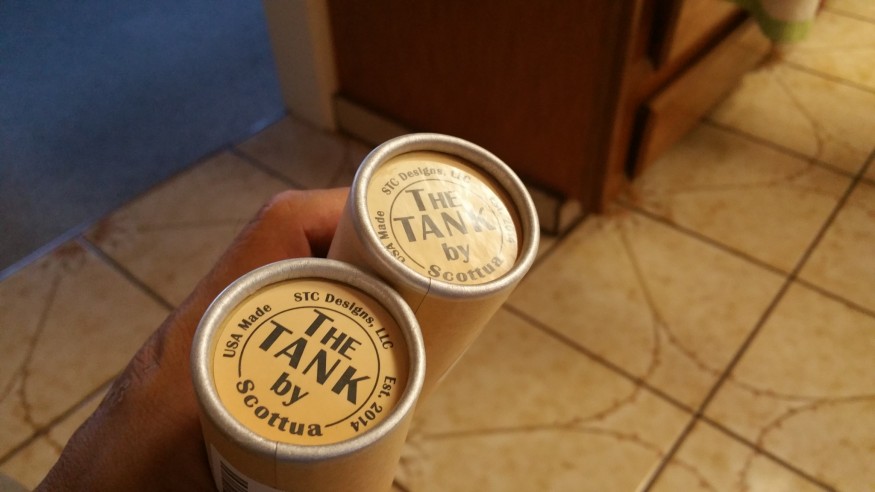 STC Designs, LLC
USA Made
THE
TANK
by
Scottua
USA Made
STC Designs, LLC
THE
TANK
by
Scottua
Est. 2014